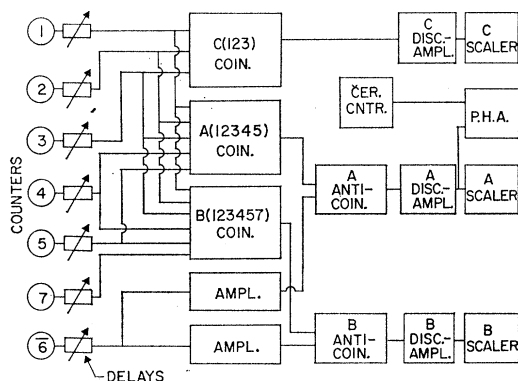 COUNTERS
1
2
3
4
5
7
6̅
DELAYS
C(123)
COIN.
A(12345)
COIN.
B(123457)
COIN.
AMPL.
AMPL.
C
DISC.-
AMPL.
C
SCALER
ČER.
CNTR.
P.H.A.
A
ANTI-
COIN.
A
DISC.-
AMPL.
A
SCALER
B
ANTI-
COIN.
B
DISC.-
AMPL.
B
SCALER